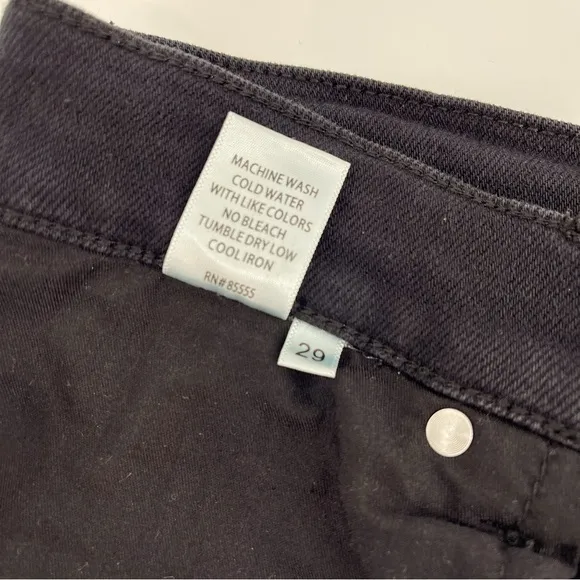 MACHINE WASH
COLD WATER
WITH LIKE COLORS
NO BLEACH
TUMBLE DRY LOW
COOL IRON
RN# 85555
29